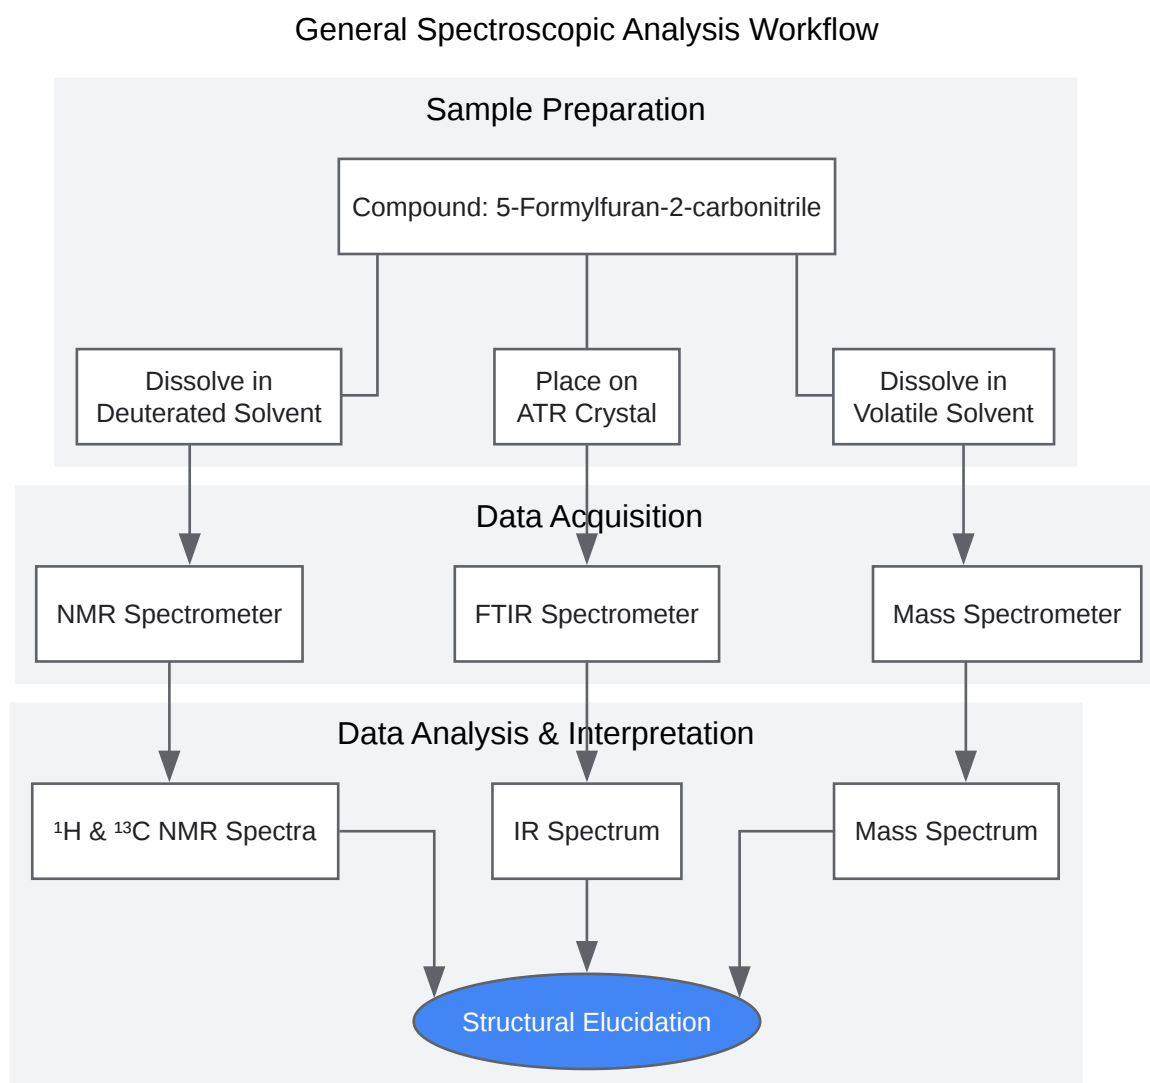 General Spectroscopic Analysis Workflow
Sample Preparation
Compound: 5-Formylfuran-2-carbonitrile
Dissolve in
Deuterated Solvent
Place on
ATR Crystal
Dissolve in
Volatile Solvent
Data Acquisition
NMR Spectrometer
FTIR Spectrometer
Mass Spectrometer
Data Analysis & Interpretation
¹H & ¹³C NMR Spectra
IR Spectrum
Mass Spectrum
Structural Elucidation